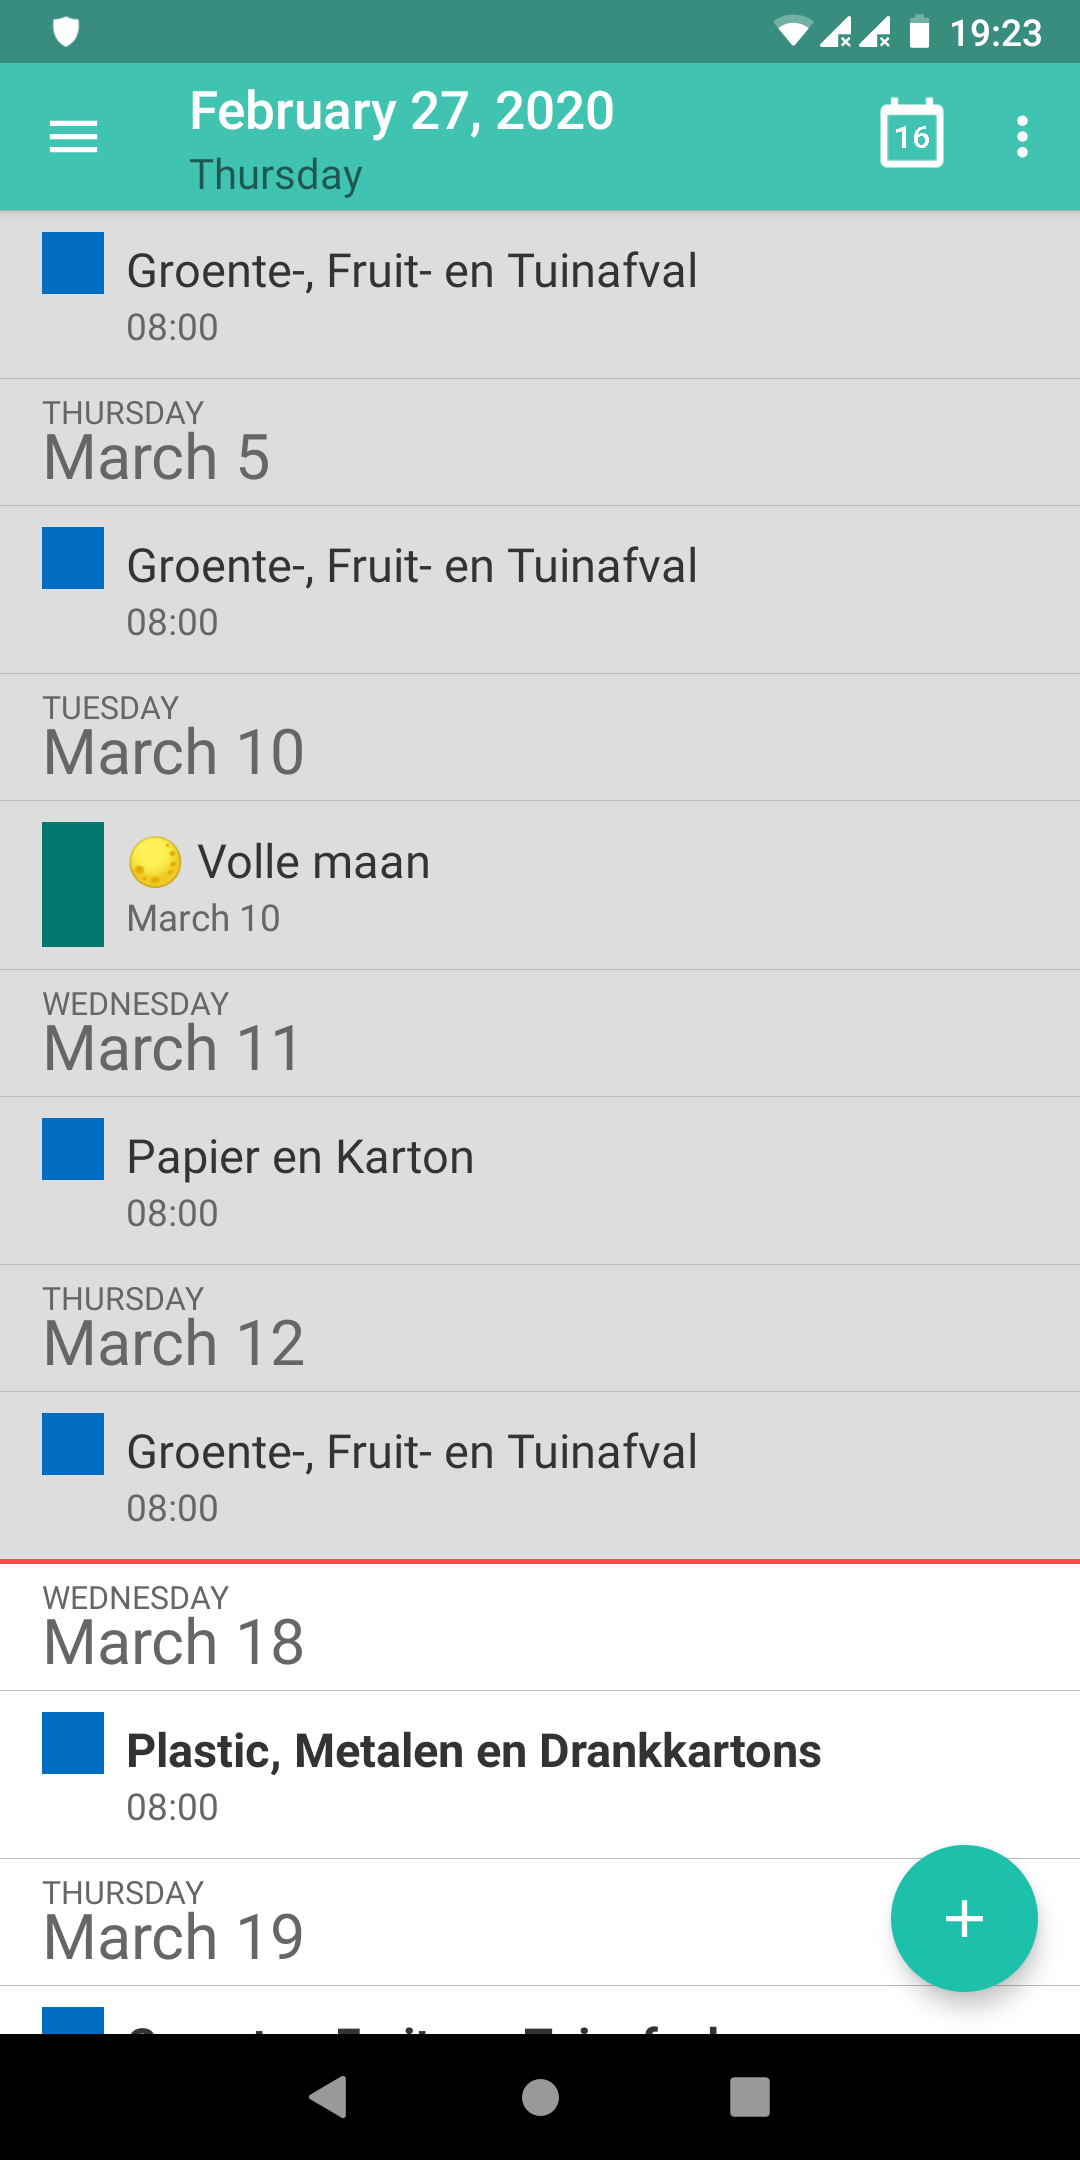 19:23
February 27, 2020
Thursday
16
Groente-, Fruit- en Tuinafval
08:00
THURSDAY
March 5
Groente-, Fruit- en Tuinafval
08:00
TUESDAY
March 10
🌕 Volle maan
March 10
WEDNESDAY
March 11
Papier en Karton
08:00
THURSDAY
March 12
Groente-, Fruit- en Tuinafval
08:00
WEDNESDAY
March 18
Plastic, Metalen en Drankkartons
08:00
THURSDAY
March 19